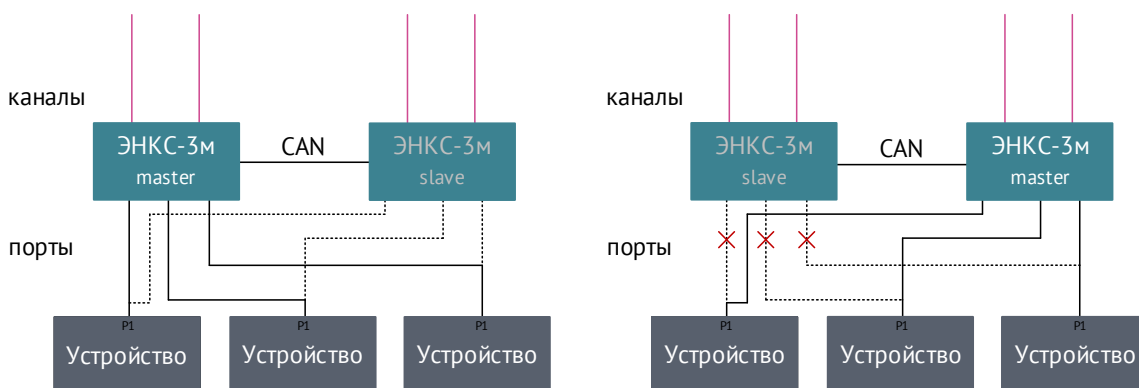 каналы
ЭНКС-3м
master
CAN
ЭНКС-3м
slave
порты
P1
Устройство
P1
Устройство
P1
Устройство
каналы
ЭНКС-3м
slave
CAN
ЭНКС-3м
master
порты
P1
Устройство
P1
Устройство
P1
Устройство